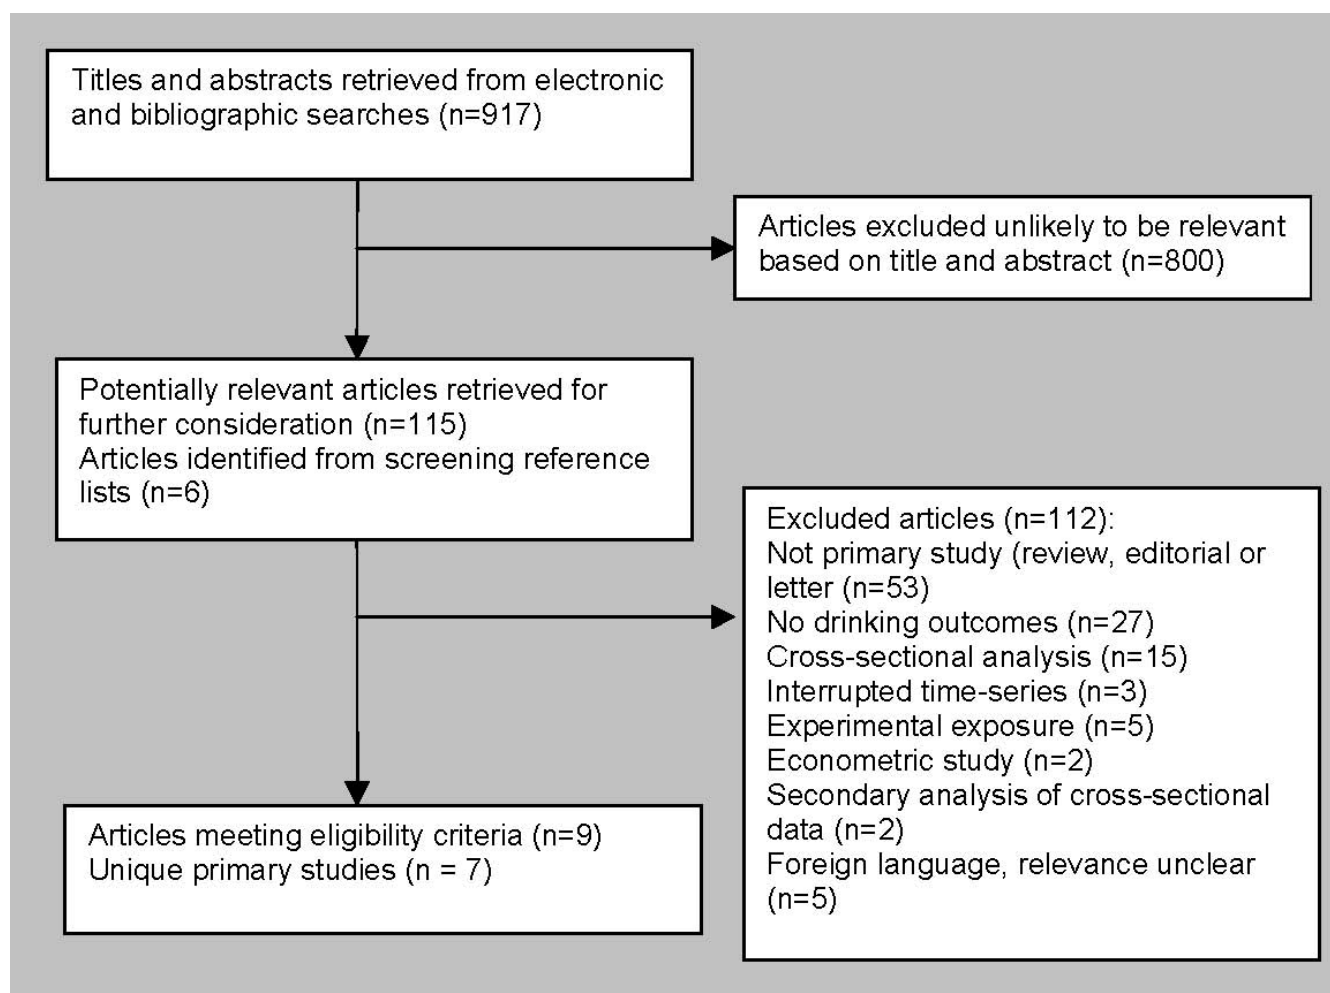 Titles and abstracts retrieved from electronic
and bibliographic searches (n=917)
Articles excluded unlikely to be relevant
based on title and abstract (n=800)
Potentially relevant articles retrieved for
further consideration (n=115)
Articles identified from screening reference
lists (n=6)
Excluded articles (n=112):
Not primary study (review, editorial or
letter (n=53)
No drinking outcomes (n=27)
Cross-sectional analysis (n=15)
Interrupted time-series (n=3)
Experimental exposure (n=5)
Econometric study (n=2)
Secondary analysis of cross-sectional
data (n=2)
Foreign language, relevance unclear
(n=5)
Articles meeting eligibility criteria (n=9)
Unique primary studies (n = 7)